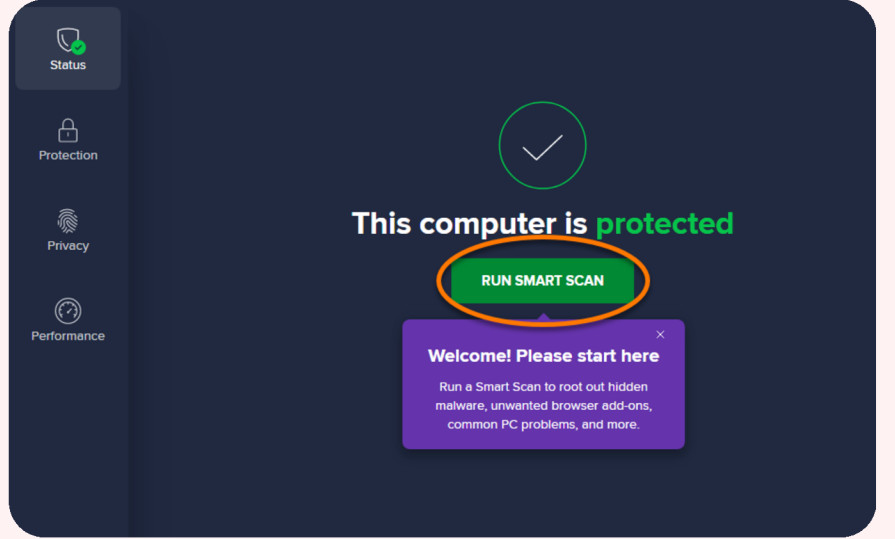 Status
Protection
Privacy
Performance
This computer is protected
RUN SMART SCAN
Welcome! Please start here
Run a Smart Scan to root out hidden
malware, unwanted browser add-ons,
common PC problems, and more.